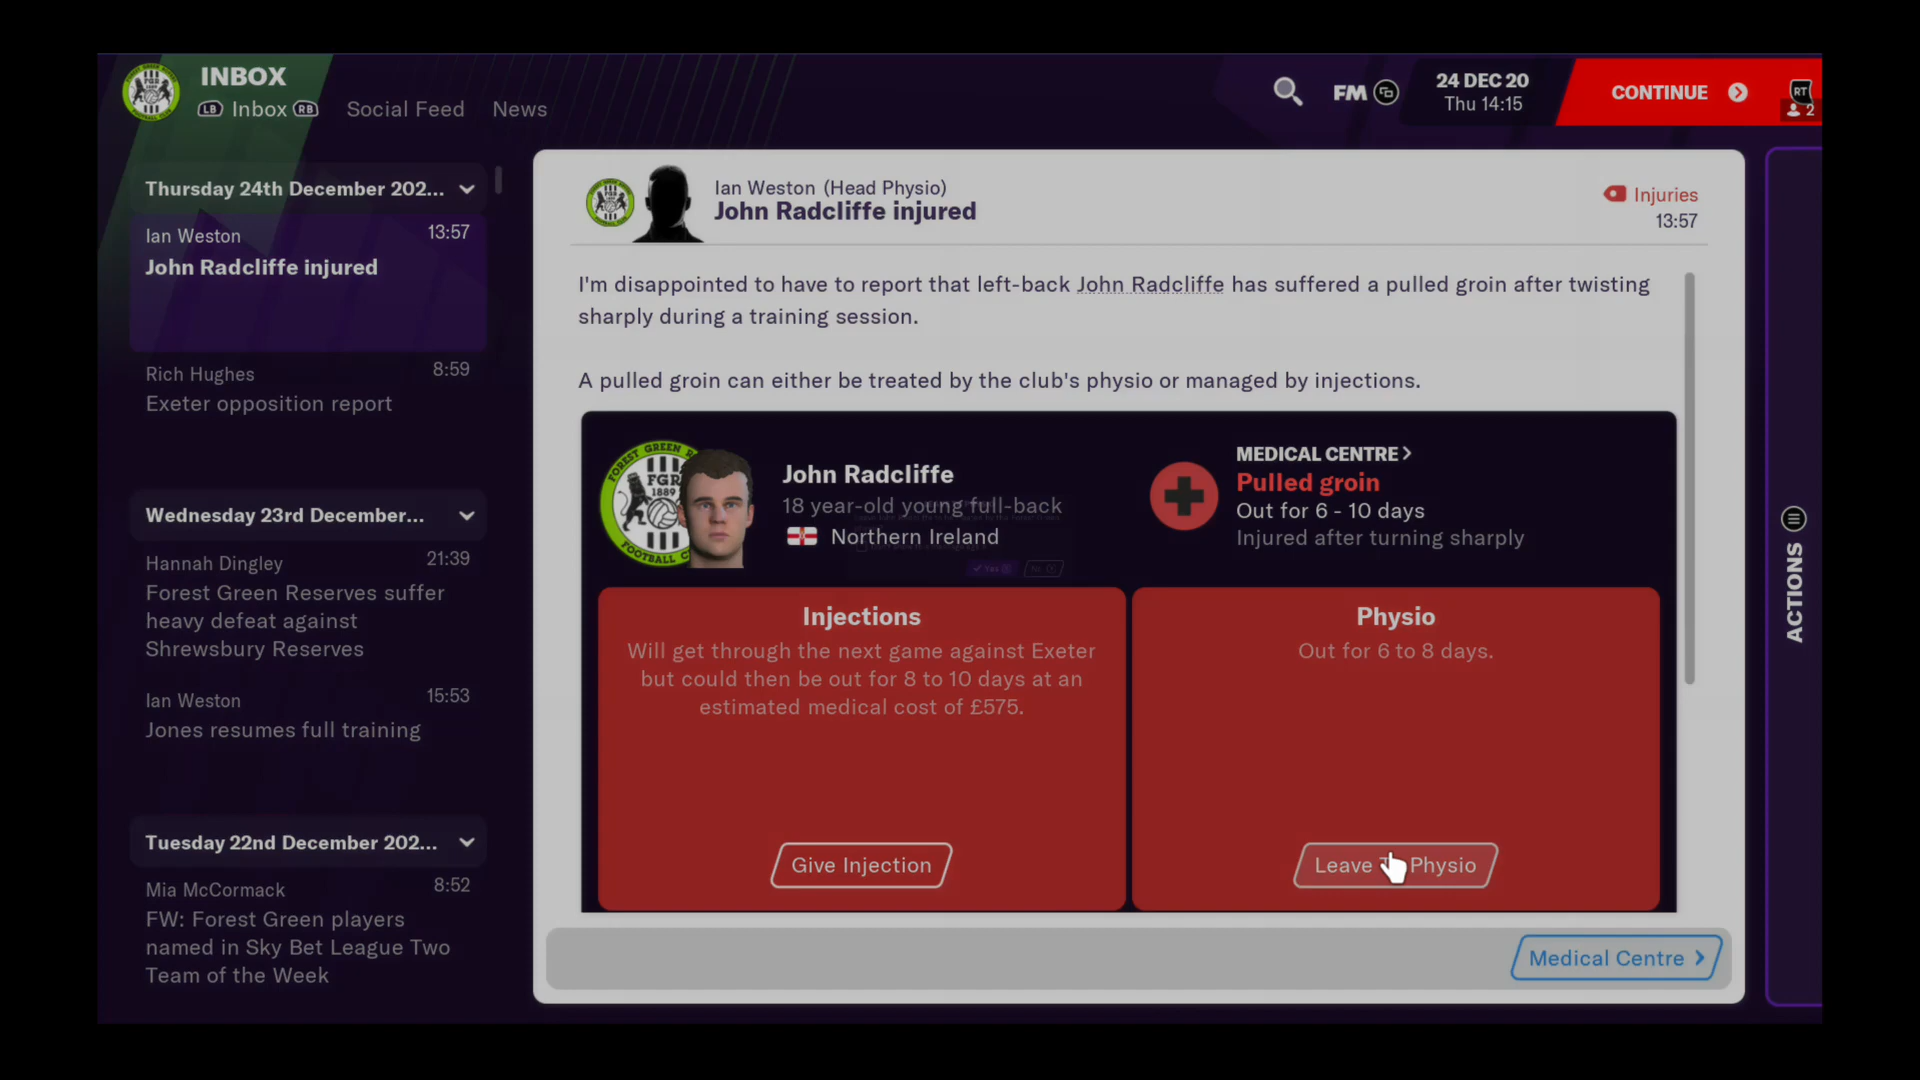 INBOX
LB Inbox RB Social Feed News
FM
24 DEC 20
Thu 14:15
CONTINUE
RT
2
Thursday 24th December 202...
Ian Weston 13:57
John Radcliffe injured
Rich Hughes 8:59
Exeter opposition report
Wednesday 23rd December...
Hannah Dingley 21:39
Forest Green Reserves suffer
heavy defeat against
Shrewsbury Reserves
Ian Weston 15:53
Jones resumes full training
Tuesday 22nd December 202...
Mia McCormack 8:52
FW: Forest Green players
named in Sky Bet League Two
Team of the Week
Ian Weston (Head Physio)
John Radcliffe injured
Injuries
13:57
I'm disappointed to have to report that left-back John Radcliffe has suffered a pulled groin after twisting
sharply during a training session.
A pulled groin can either be treated by the club's physio or managed by injections.
FOREST GREEN
FGR
1889
FOOTBALL
John Radcliffe
18 year-old young full-back
Northern Ireland
MEDICAL CENTRE
Pulled groin
Out for 6 - 10 days
Injured after turning sharply
Injections
Will get through the next game against Exeter
but could then be out for 8 to 10 days at an
estimated medical cost of £575.
Give Injection
Physio
Out for 6 to 8 days.
Leave Physio
Medical Centre
ACTIONS